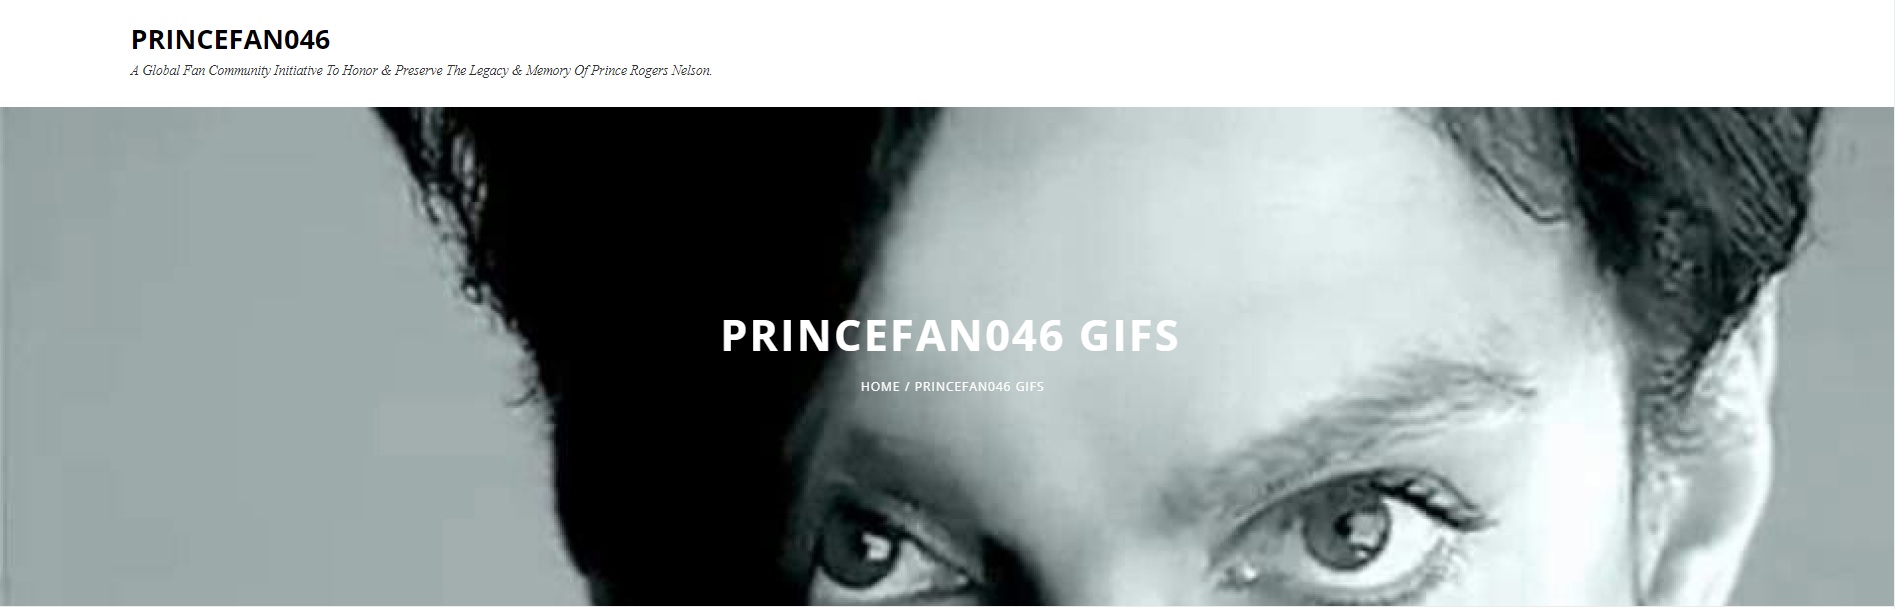 PRINCEFAN046
A Global Fan Community Initiative To Honor & Preserve The Legacy & Memory Of Prince Rogers Nelson.
PRINCEFAN046 GIFS
HOME / PRINCEFAN046 GIFS